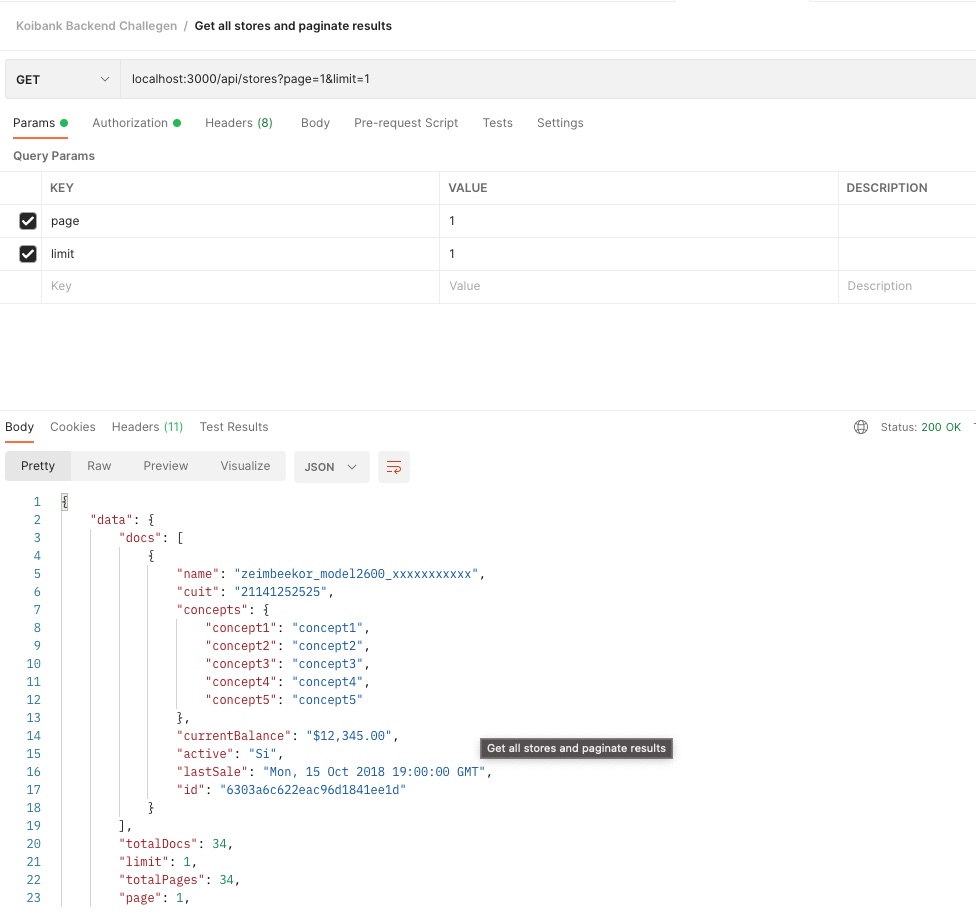 Koibank Backend Challegen / Get all stores and paginate results
GET localhost:3000/api/stores?page=1&limit=1
Params Authorization Headers (8) Body Pre-request Script Tests Settings
Query Params
KEY VALUE DESCRIPTION
page 1
limit 1
Key Value Description
Body Cookies Headers (11) Test Results Status: 200 OK
Pretty Raw Preview Visualize JSON
1 {
2 "data": {
3 "docs": [
4 {
5 "name": "zeimbeekor_model2600_xxxxxxxxxxx",
6 "cuit": "21141252525",
7 "concepts": {
8 "concept1": "concept1",
9 "concept2": "concept2",
10 "concept3": "concept3",
11 "concept4": "concept4",
12 "concept5": "concept5"
13 },
14 "currentBalance": "$12,345.00",
15 "active": "Si",
Get all stores and paginate results
16 "lastSale": "Mon, 15 Oct 2018 19:00:00 GMT",
17 "id": "6303a6c622eac96d1841ee1d"
18 }
19 ],
20 "totalDocs": 34,
21 "limit": 1,
22 "totalPages": 34,
23 "page": 1,